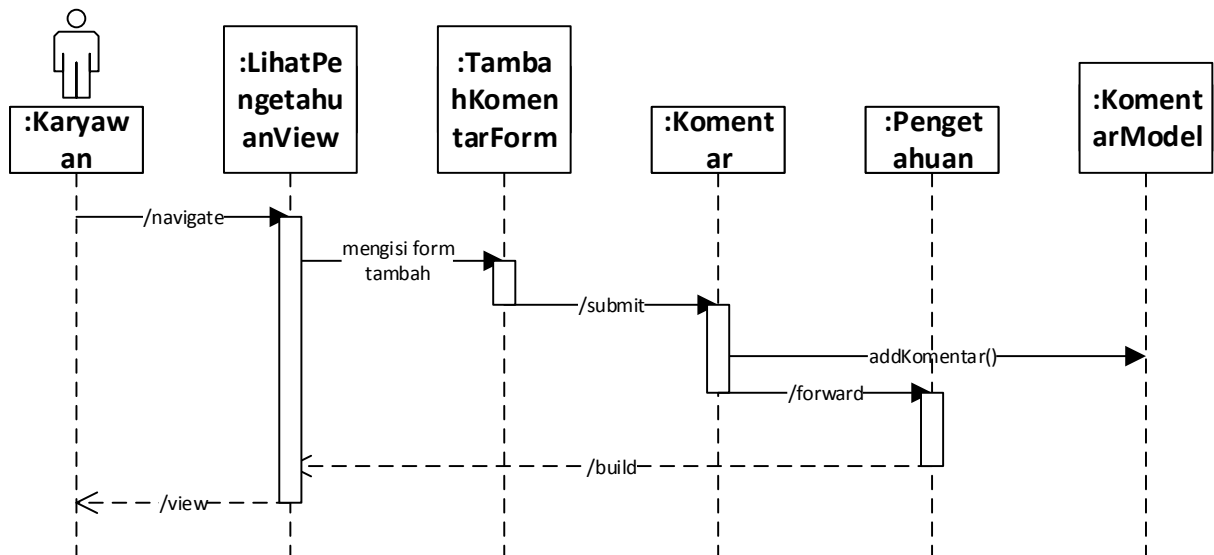 :Karyaw
an
:LihatPe
ngetahu
anView
:Tamba
hKomen
tarForm
:Koment
ar
:Penget
ahuan
:Koment
arModel
/navigate
mengisi form
tambah
/submit
addKomentar()
/forward
/build
/view